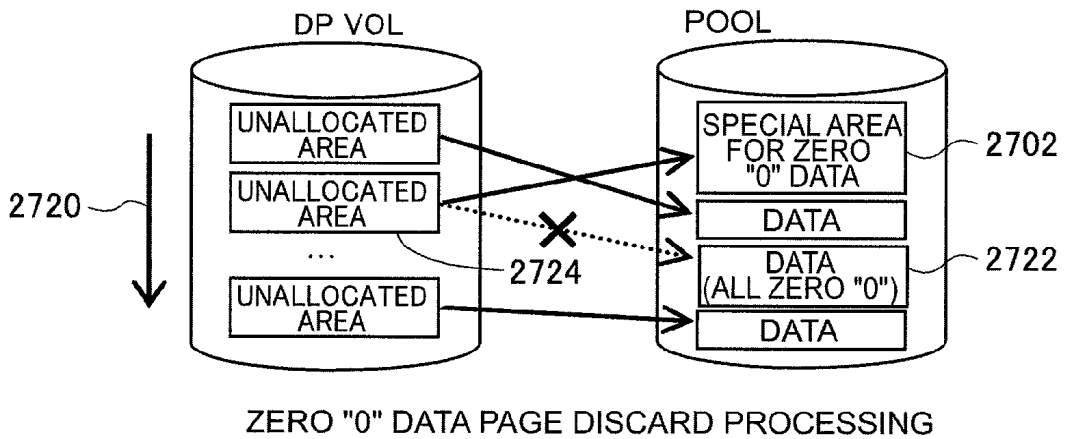 DP VOL
POOL
UNALLOCATED
AREA
UNALLOCATED
AREA
...
UNALLOCATED
AREA
2720
2724
SPECIAL AREA
FOR ZERO
"0" DATA
DATA
DATA
(ALL ZERO "0")
DATA
2702
2722
ZERO "0" DATA PAGE DISCARD PROCESSING